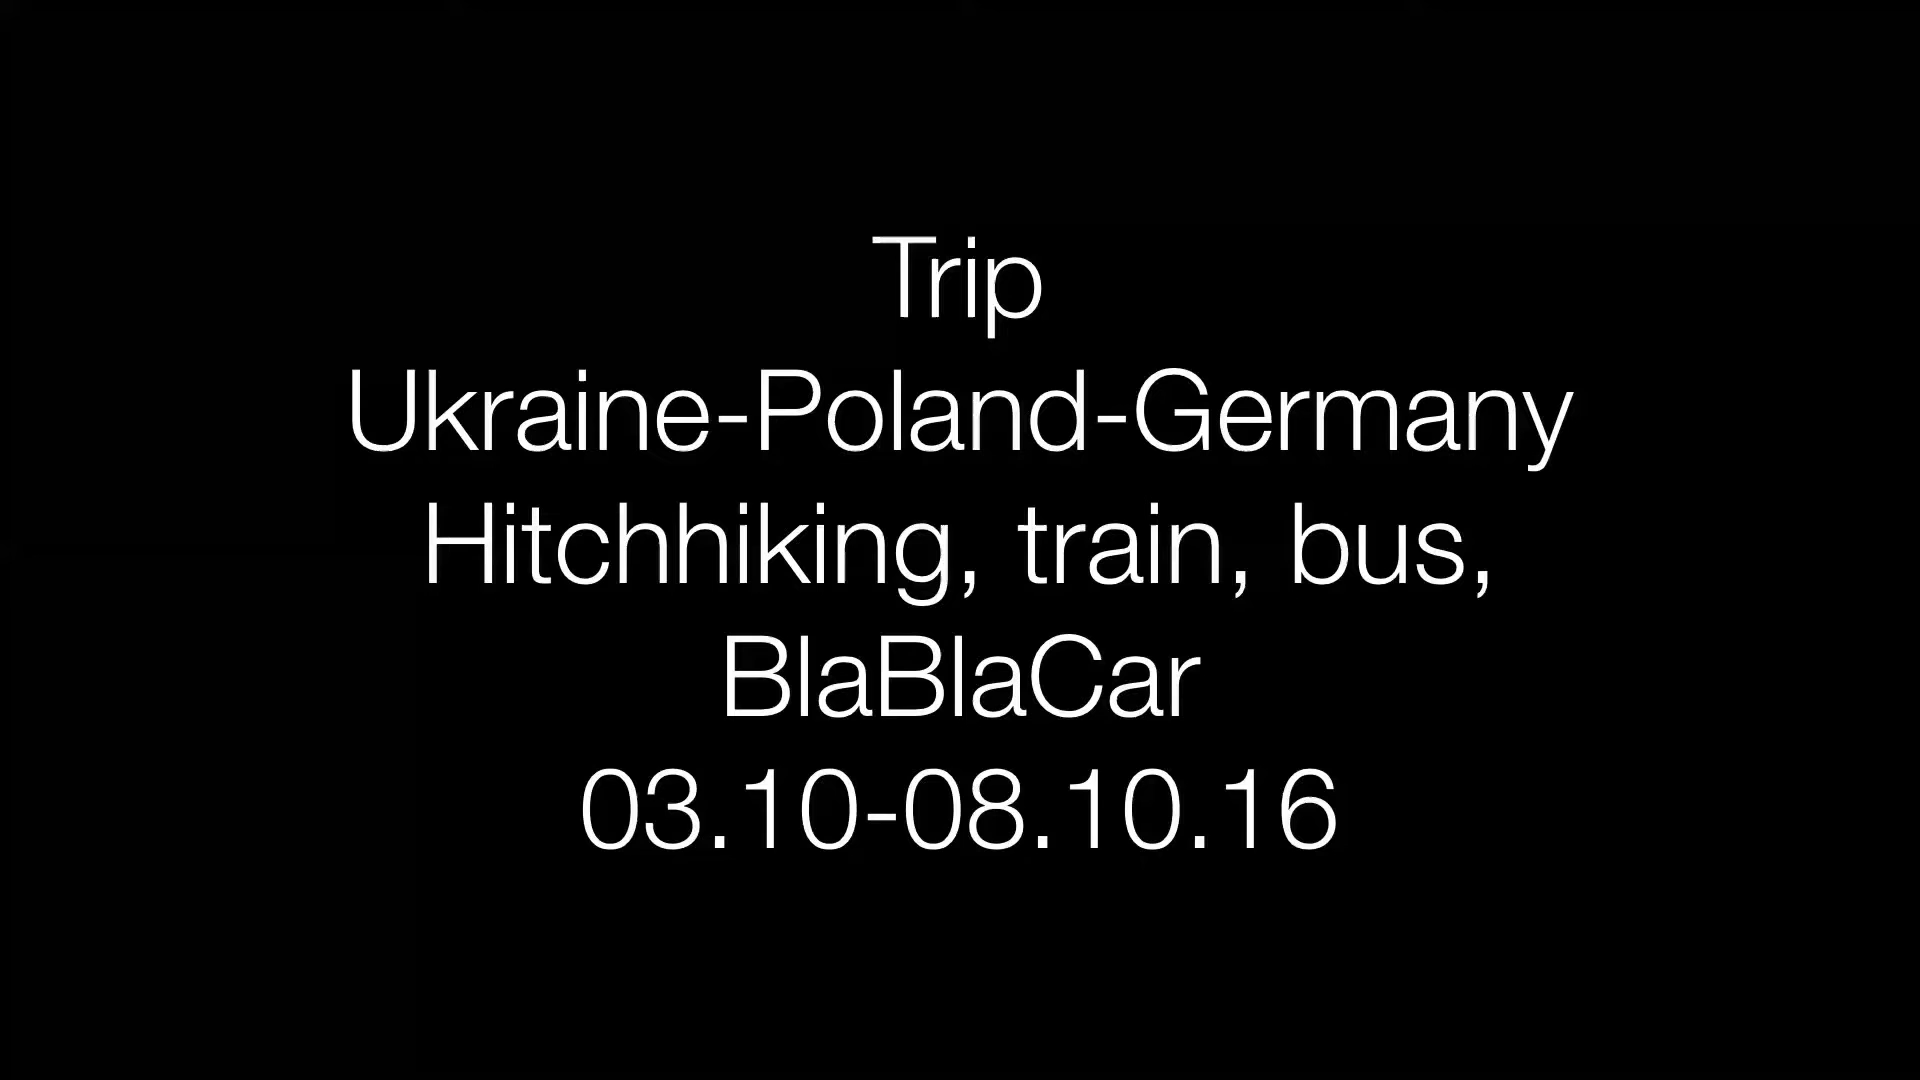 Trip
Ukraine-Poland-Germany
Hitchhiking, train, bus,
BlaBlaCar
03.10-08.10.16